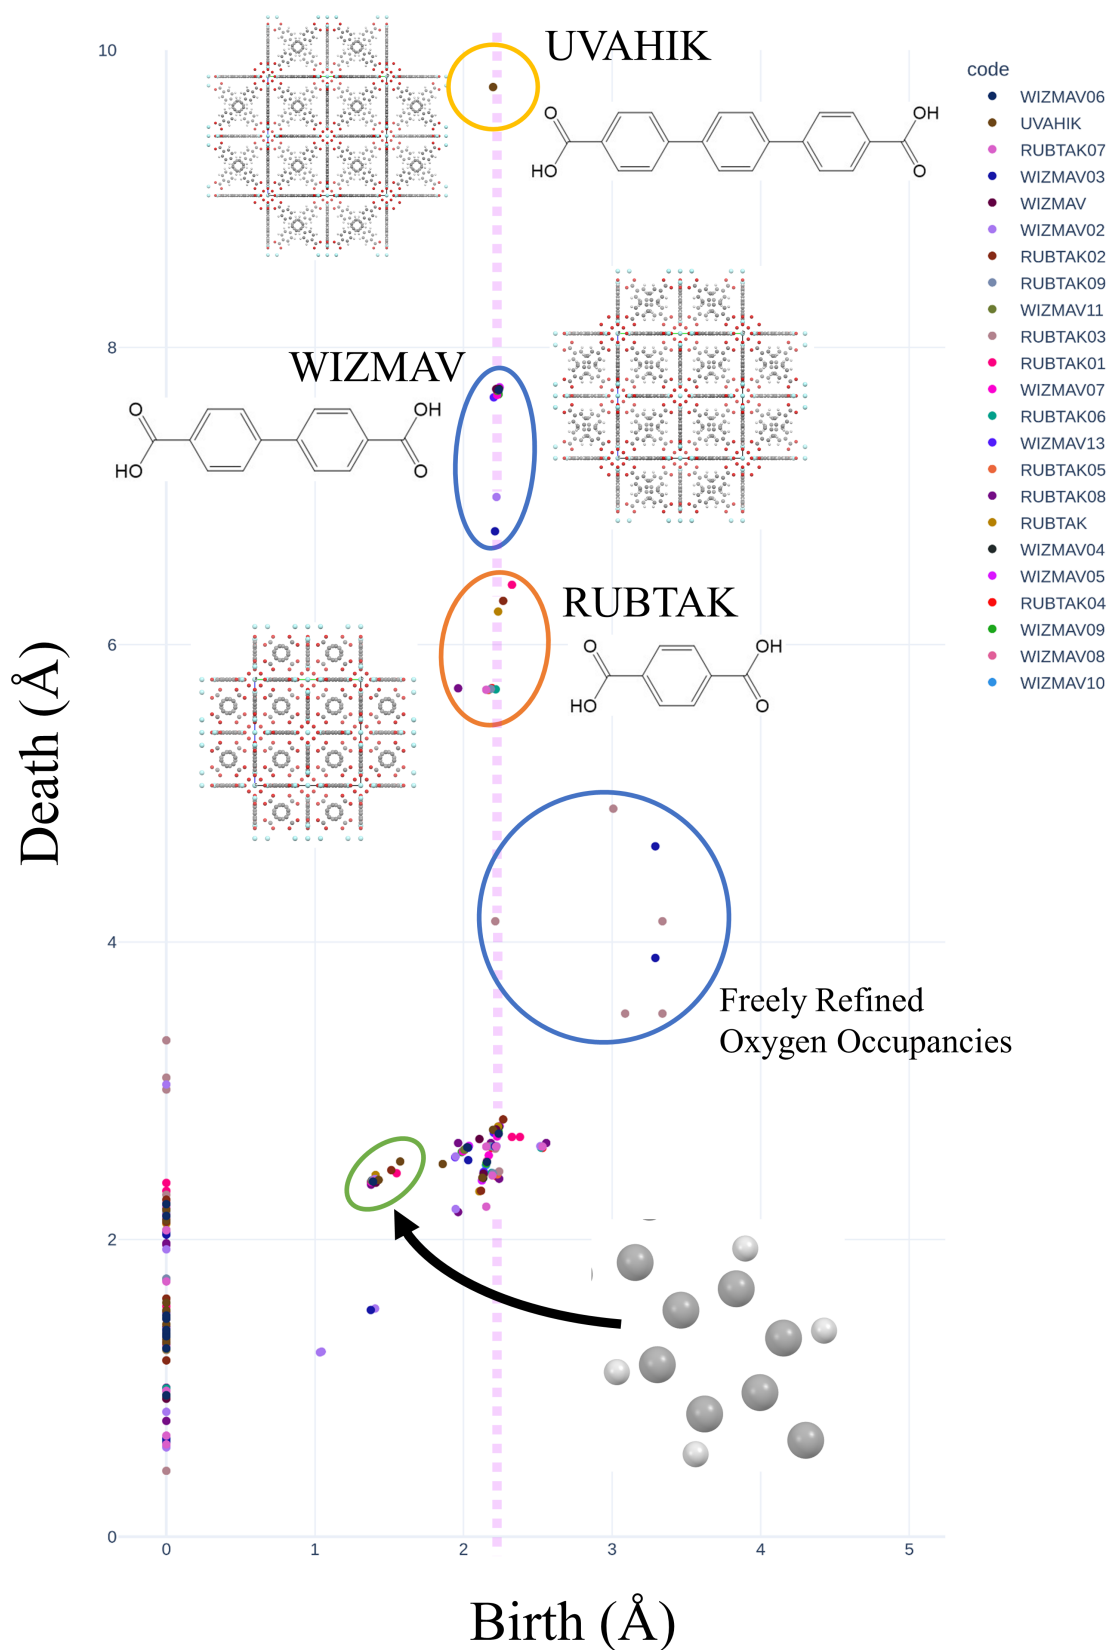 UVAHIK
O
OH
HO
O
WIZMAV
O
OH
HO
O
RUBTAK
O
OH
HO
O
Freely Refined
Oxygen Occupancies
Death (Å)
10
8
6
4
2
0
0
1
2
3
4
5
Birth (Å)
code
WIZMAV06
UVAHIK
RUBTAK07
WIZMAV03
WIZMAV
WIZMAV02
RUBTAK02
RUBTAK09
WIZMAV11
RUBTAK03
RUBTAK01
WIZMAV07
RUBTAK06
WIZMAV13
RUBTAK05
RUBTAK08
RUBTAK
WIZMAV04
WIZMAV05
RUBTAK04
WIZMAV09
WIZMAV08
WIZMAV10